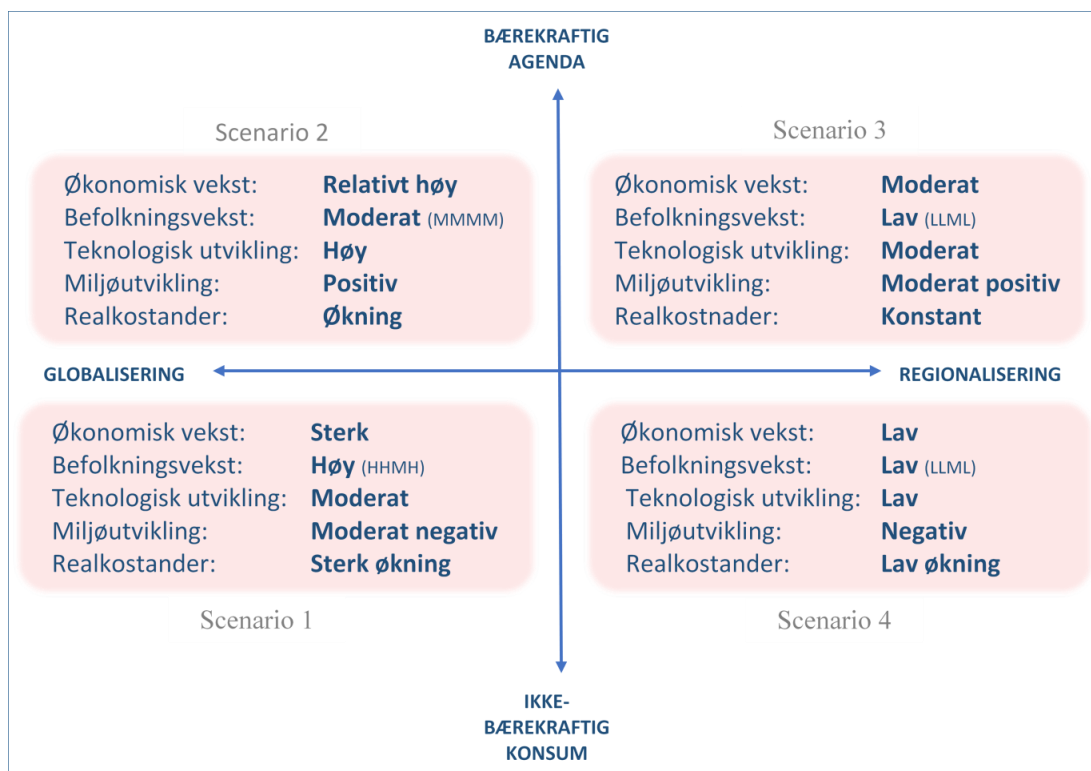 BÆREKRAFTIG
AGENDA
Scenario 2
Økonomisk vekst: Relativt høy
Befolkningsvekst: Moderat (MMMM)
Teknologisk utvikling: Høy
Miljøutvikling: Positiv
Realkostander: Økning
Scenario 3
Økonomisk vekst: Moderat
Befolkningsvekst: Lav (LLML)
Teknologisk utvikling: Moderat
Miljøutvikling: Moderat positiv
Realkostnader: Konstant
GLOBALISERING
REGIONALISERING
Økonomisk vekst: Sterk
Befolkningsvekst: Høy (HHMH)
Teknologisk utvikling: Moderat
Miljøutvikling: Moderat negativ
Realkostander: Sterk økning
Scenario 1
Økonomisk vekst: Lav
Befolkningsvekst: Lav (LLML)
Teknologisk utvikling: Lav
Miljøutvikling: Negativ
Realkostander: Lav økning
Scenario 4
IKKE-
BÆREKRAFTIG
KONSUM